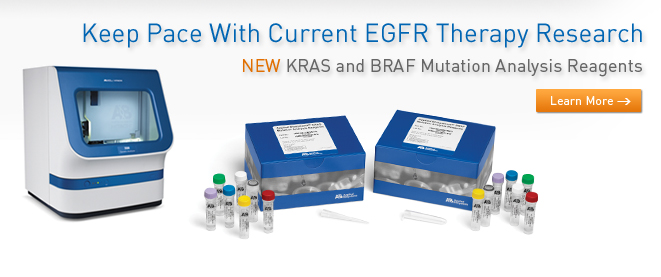 Keep Pace With Current EGFR Therapy Research
NEW KRAS and BRAF Mutation Analysis Reagents
Learn More →